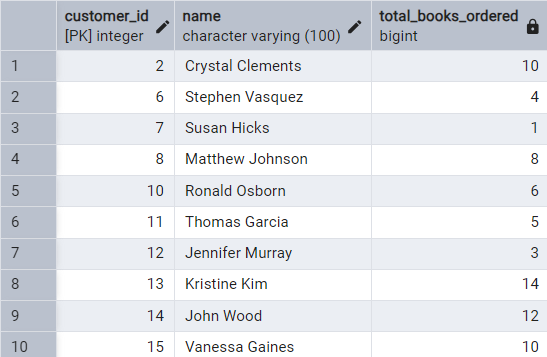 customer_id name total_books_ordered
[PK] integer character varying (100) bigint
1 2 Crystal Clements 10
2 6 Stephen Vasquez 4
3 7 Susan Hicks 1
4 8 Matthew Johnson 8
5 10 Ronald Osborn 6
6 11 Thomas Garcia 5
7 12 Jennifer Murray 3
8 13 Kristine Kim 14
9 14 John Wood 12
10 15 Vanessa Gaines 10